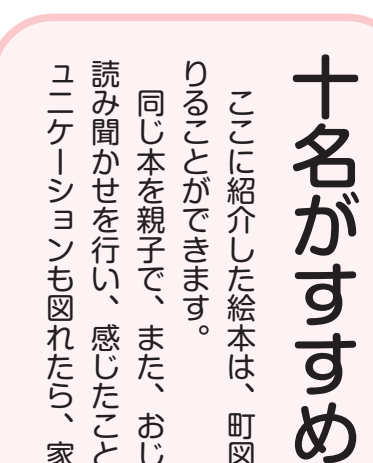 十名がすすめ
ここに紹介した絵本は、町図
りることができます。
同じ本を親子で、また、おじ
読み聞かせを行い、感じたこと
ュニケーションも図れたら、家